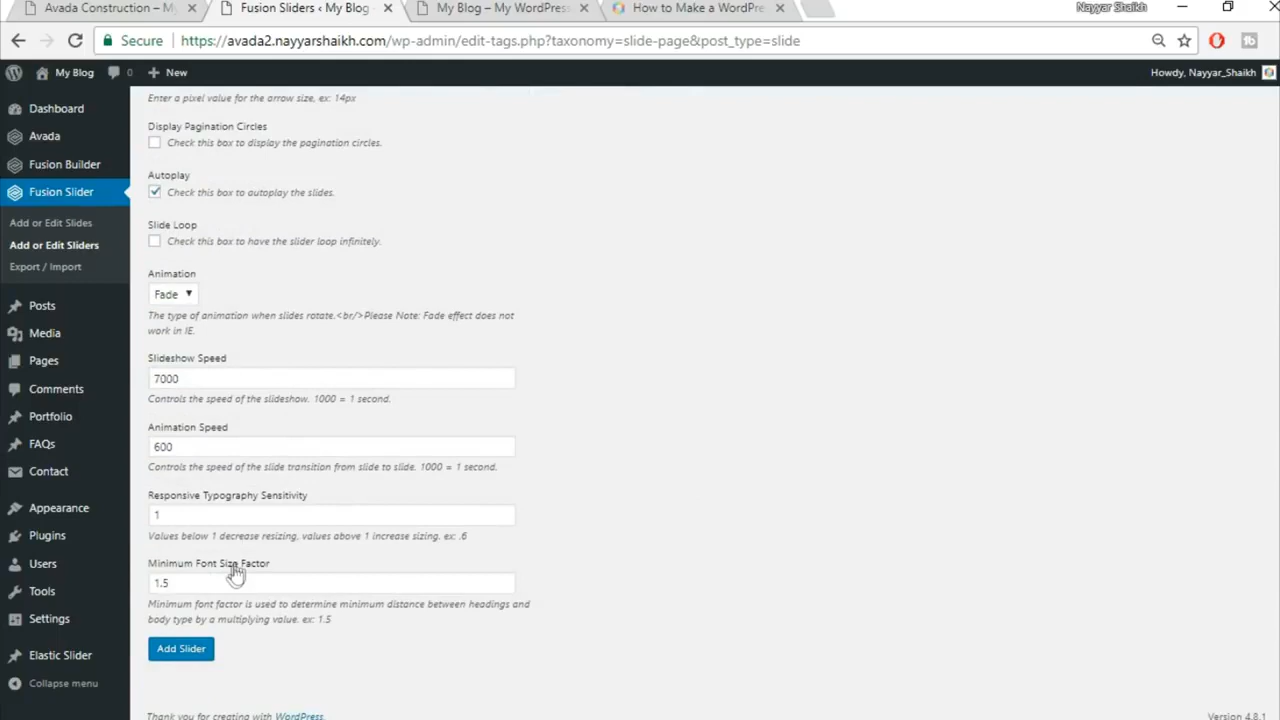 Avada Construction – My
Fusion Sliders ‹ My Blog
My Blog – My WordPress
How to Make a WordPre
Nayyar Shaikh
Secure
https://avada2.nayyarshaikh.com/wp-admin/edit-tags.php?taxonomy=slide-page&post_type=slide
My Blog
0
New
Howdy, Nayyar_Shaikh
Dashboard
Avada
Fusion Builder
Fusion Slider
Add or Edit Slides
Add or Edit Sliders
Export / Import
Posts
Media
Pages
Comments
Portfolio
FAQs
Contact
Appearance
Plugins
Users
Tools
Settings
Elastic Slider
Collapse menu
Enter a pixel value for the arrow size, ex: 14px
Display Pagination Circles
Check this box to display the pagination circles.
Autoplay
Check this box to autoplay the slides.
Slide Loop
Check this box to have the slider loop infinitely.
Animation
Fade
The type of animation when slides rotate.<br/>Please Note: Fade effect does not
work in IE.
Slideshow Speed
7000
Controls the speed of the slideshow. 1000 = 1 second.
Animation Speed
600
Controls the speed of the slide transition from slide to slide. 1000 = 1 second.
Responsive Typography Sensitivity
1
Values below 1 decrease resizing, values above 1 increase sizing. ex: .6
Minimum Font Size Factor
1.5
Minimum font factor is used to determine minimum distance between headings and
body type by a multiplying value. ex: 1.5
Add Slider
Thank you for creating with WordPress.
Version 4.8.1